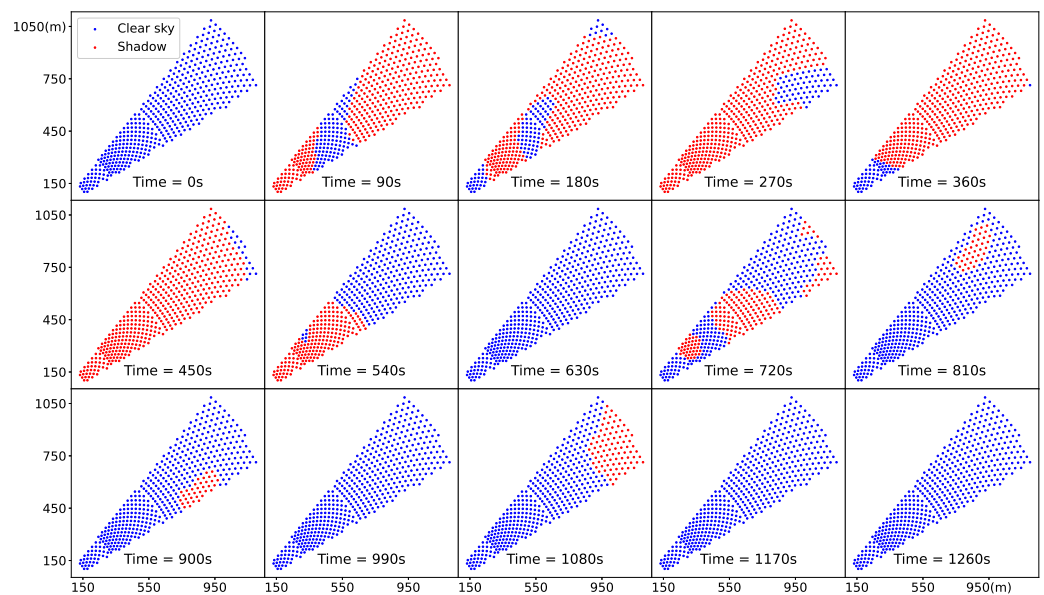 1050(m)
Clear sky
Shadow
750
450
150
Time = 0s
Time = 90s
Time = 180s
Time = 270s
Time = 360s
1050
750
450
150
Time = 450s
Time = 540s
Time = 630s
Time = 720s
Time = 810s
1050
750
450
150
Time = 900s
Time = 990s
Time = 1080s
Time = 1170s
Time = 1260s
150 550 950 150 550 950 150 550 950 150 550 950 150 550 950(m)